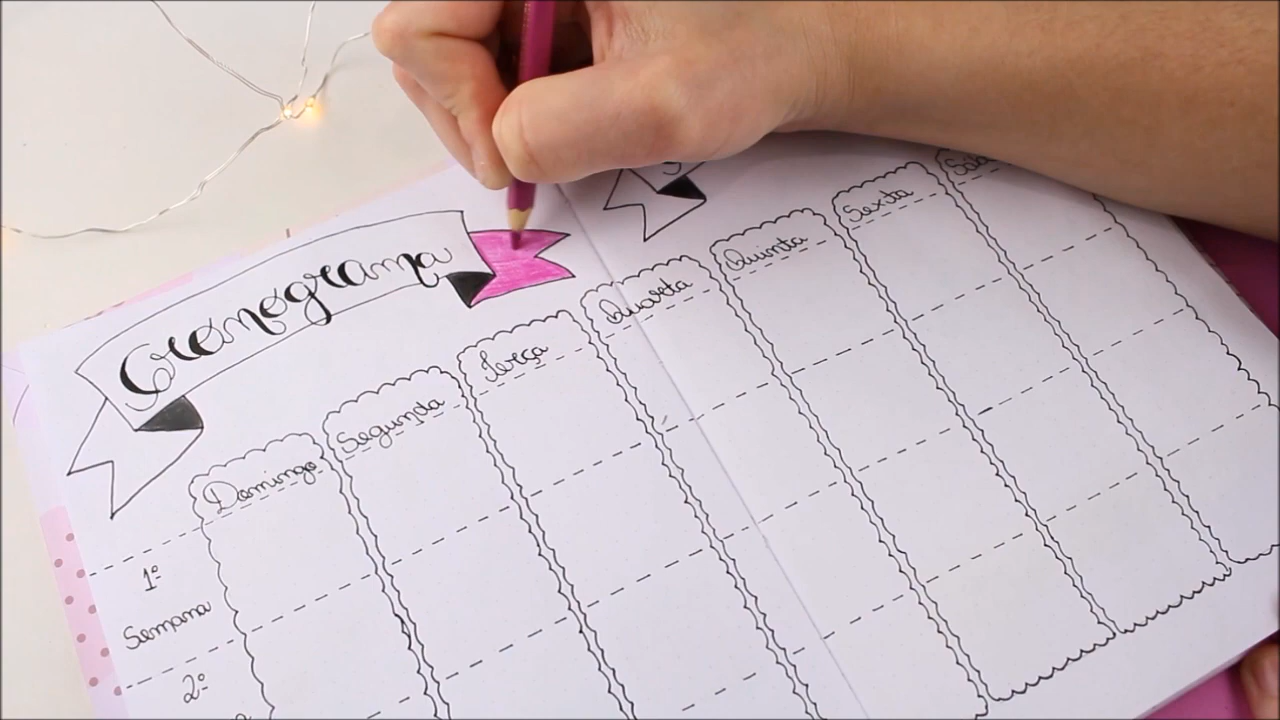 Cronograma
Domingo
Segunda
Terça
Quarta
Quinta
Sexta
1º
Semana
2º